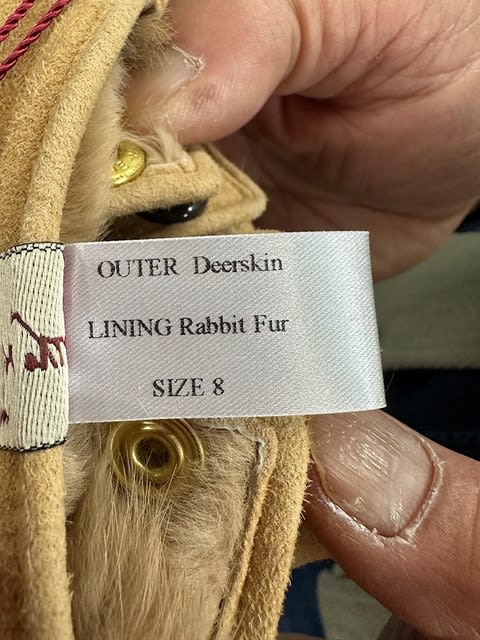 OUTER Deerskin
LINING Rabbit Fur
SIZE 8